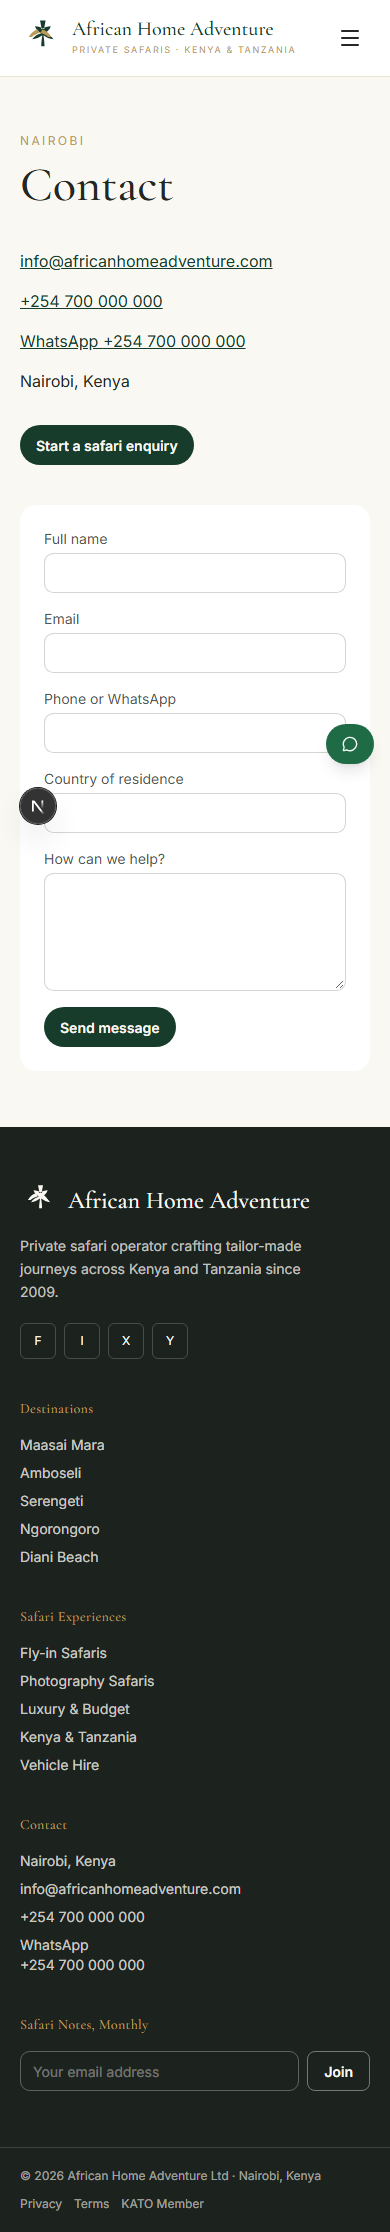 African Home Adventure
PRIVATE SAFARIS · KENYA & TANZANIA
NAIROBI
Contact
info@africanhomeadventure.com
+254 700 000 000
WhatsApp +254 700 000 000
Nairobi, Kenya
Start a safari enquiry
Full name
Email
Phone or WhatsApp
Country of residence
N
How can we help?
Send message
African Home Adventure
Private safari operator crafting tailor-made
journeys across Kenya and Tanzania since
2009.
F I X Y
Destinations
Maasai Mara
Amboseli
Serengeti
Ngorongoro
Diani Beach
Safari Experiences
Fly-in Safaris
Photography Safaris
Luxury & Budget
Kenya & Tanzania
Vehicle Hire
Contact
Nairobi, Kenya
info@africanhomeadventure.com
+254 700 000 000
WhatsApp
+254 700 000 000
Safari Notes, Monthly
Your email address Join
© 2026 African Home Adventure Ltd · Nairobi, Kenya
Privacy Terms KATO Member